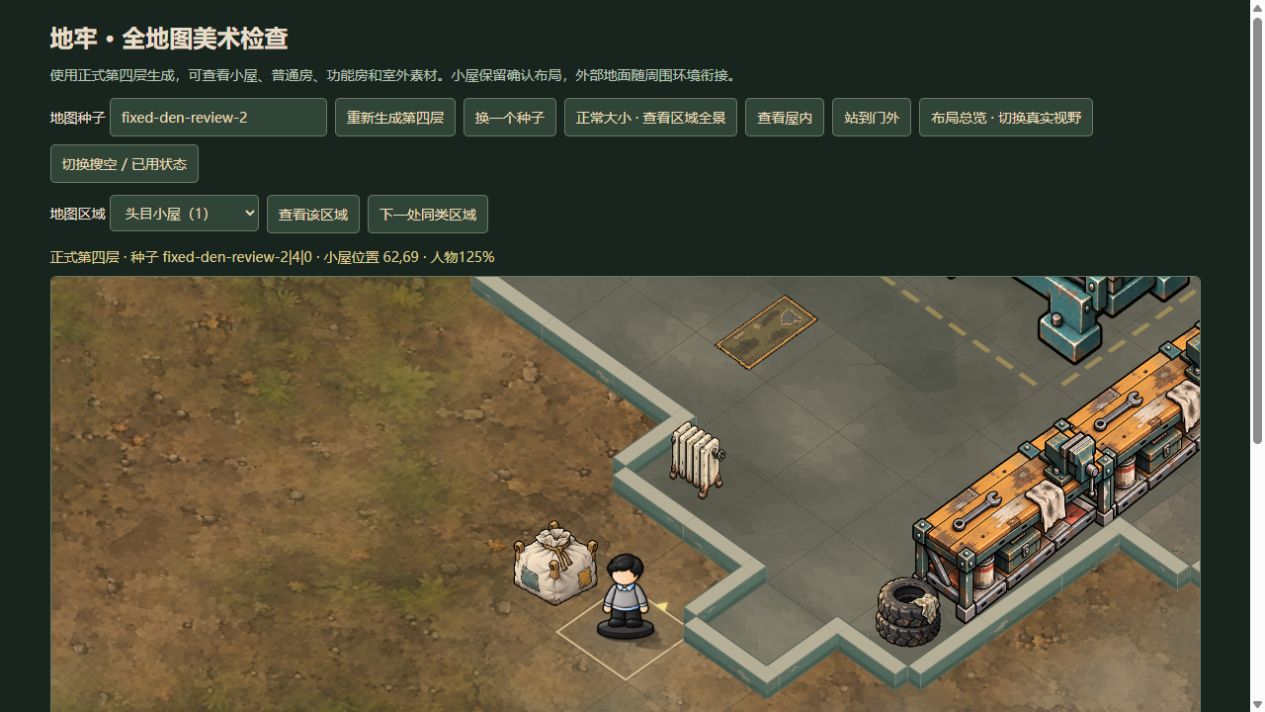 地牢 · 全地图美术检查
使用正式第四层生成，可查看小屋、普通房、功能房和室外素材。小屋保留确认布局，外部地面随周围环境衔接。
地图种子 fixed-den-review-2 重新生成第四层 换一个种子 正常大小 · 查看区域全景 查看屋内 站到门外 布局总览 · 切换真实视野
切换搜空 / 已用状态
地图区域 头目小屋（1） 查看该区域 下一处同类区域
正式第四层 · 种子 fixed-den-review-2|4|0 · 小屋位置 62,69 · 人物125%